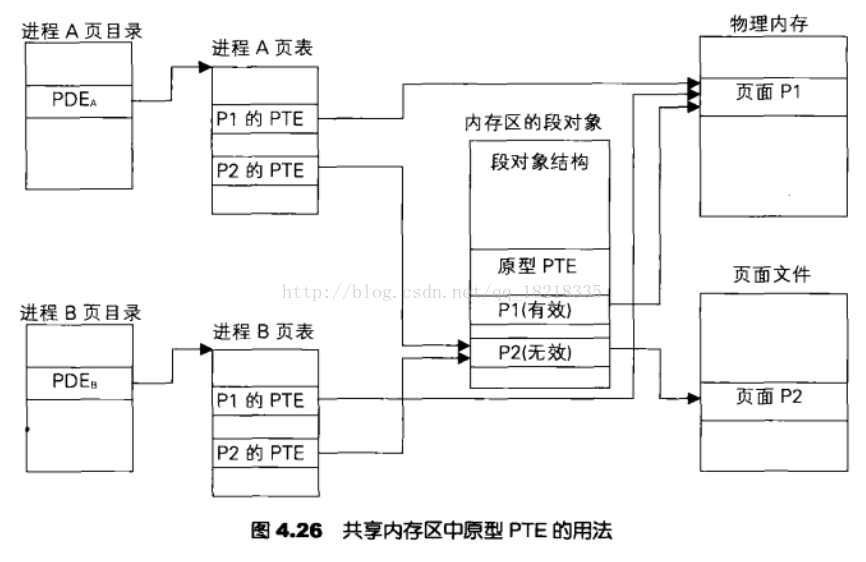 进程 A 页目录
PDEA
进程 A 页表
P1 的 PTE
P2 的 PTE
内存区的段对象
段对象结构
原型 PTE
P1(有效)
P2(无效)
物理内存
页面 P1
页面文件
页面 P2
进程 B 页目录
PDEB
进程 B 页表
P1 的 PTE
P2 的 PTE
http://blog.csdn.net/qq_18218335
图 4.26 共享内存区中原型 PTE 的用法